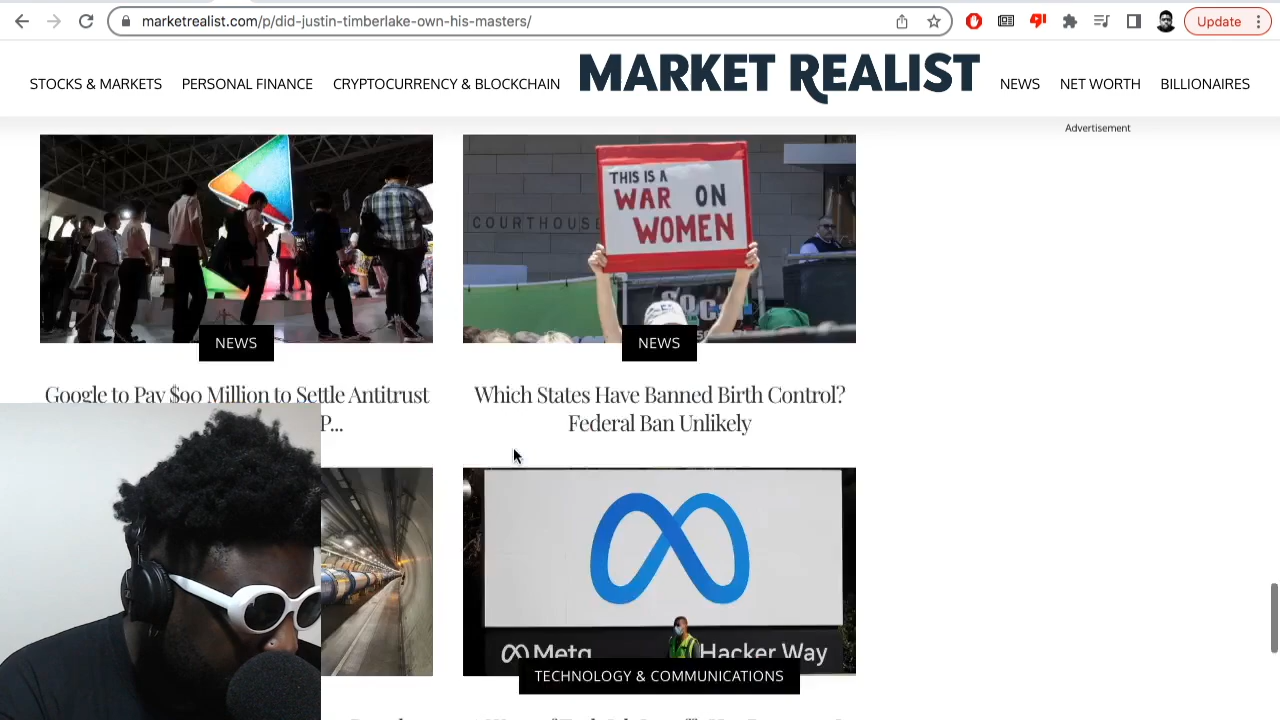 marketrealist.com/p/did-justin-timberlake-own-his-masters/
Update
STOCKS & MARKETS
PERSONAL FINANCE
CRYPTOCURRENCY & BLOCKCHAIN
MARKET REALIST
NEWS
NET WORTH
BILLIONAIRES
Advertisement
COURTHOUSE
THIS IS A
WAR ON
WOMEN
NEWS
NEWS
Google to Pay $90 Million to Settle Antitrust
P...
Which States Have Banned Birth Control?
Federal Ban Unlikely
Meta
Hacker Way
TECHNOLOGY & COMMUNICATIONS